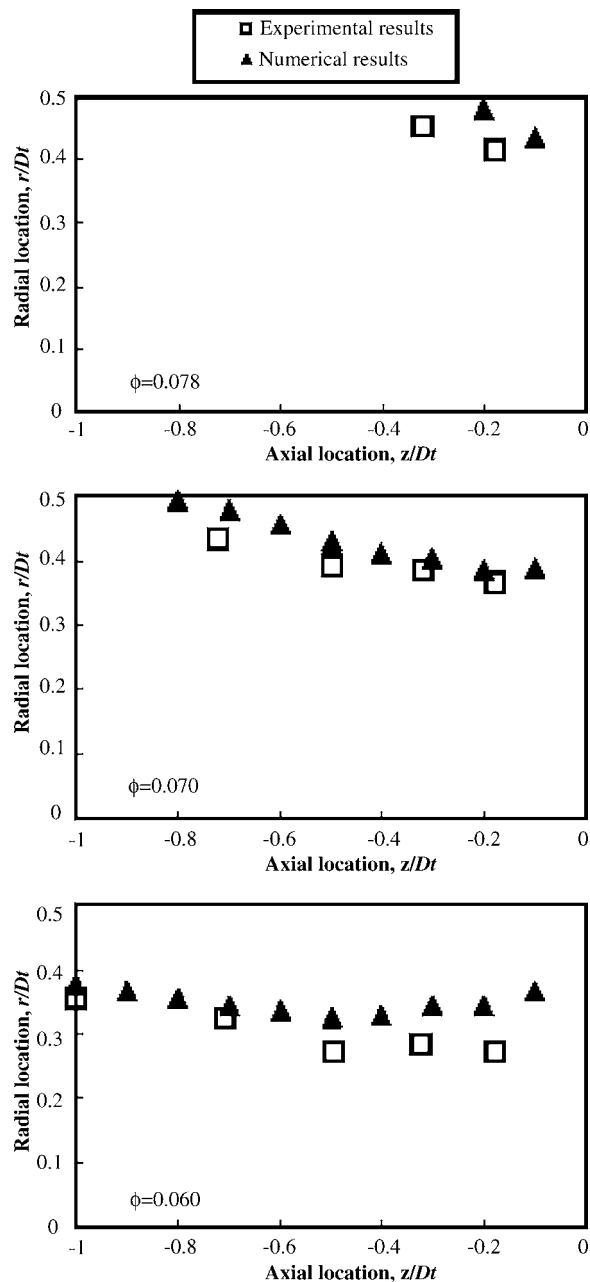 Experimental results
Numerical results
0.5
0.4
0.3
0.2
0.1
0
Radial location, r/Dt
ϕ=0.078
-1 -0.8 -0.6 -0.4 -0.2 0
Axial location, z/Dt
0.5
0.4
0.3
0.2
0.1
0
Radial location, r/Dt
ϕ=0.070
-1 -0.8 -0.6 -0.4 -0.2 0
Axial location, z/Dt
0.5
0.4
0.3
0.2
0.1
0
Radial location, r/Dt
ϕ=0.060
-1 -0.8 -0.6 -0.4 -0.2 0
Axial location, z/Dt